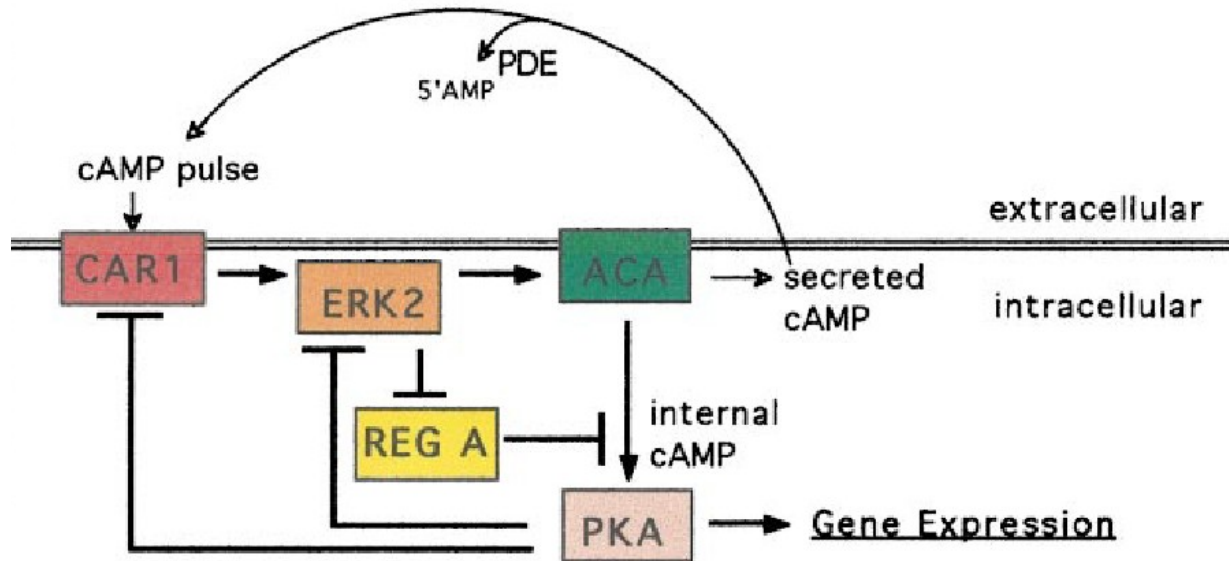 PDE
5'AMP
cAMP pulse
extracellular
CAR1
ACA
ERK2
secreted
cAMP
intracellular
REG A
internal
cAMP
PKA
Gene Expression